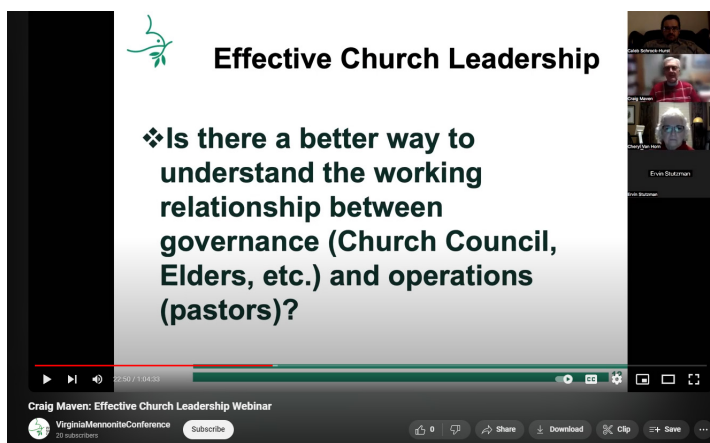 Effective Church Leadership
❖Is there a better way to
understand the working
relationship between
governance (Church Council,
Elders, etc.) and operations
(pastors)?
Caleb Schrock-Hurst
Craig Maven
Cheryl Van Horn
Ervin Stutzman
Ervin Stutzman
22:50 / 1:04:33
CC
Craig Maven: Effective Church Leadership Webinar
VirginiaMennoniteConference
20 subscribers
Subscribe
0
Share
Download
Clip
Save
...